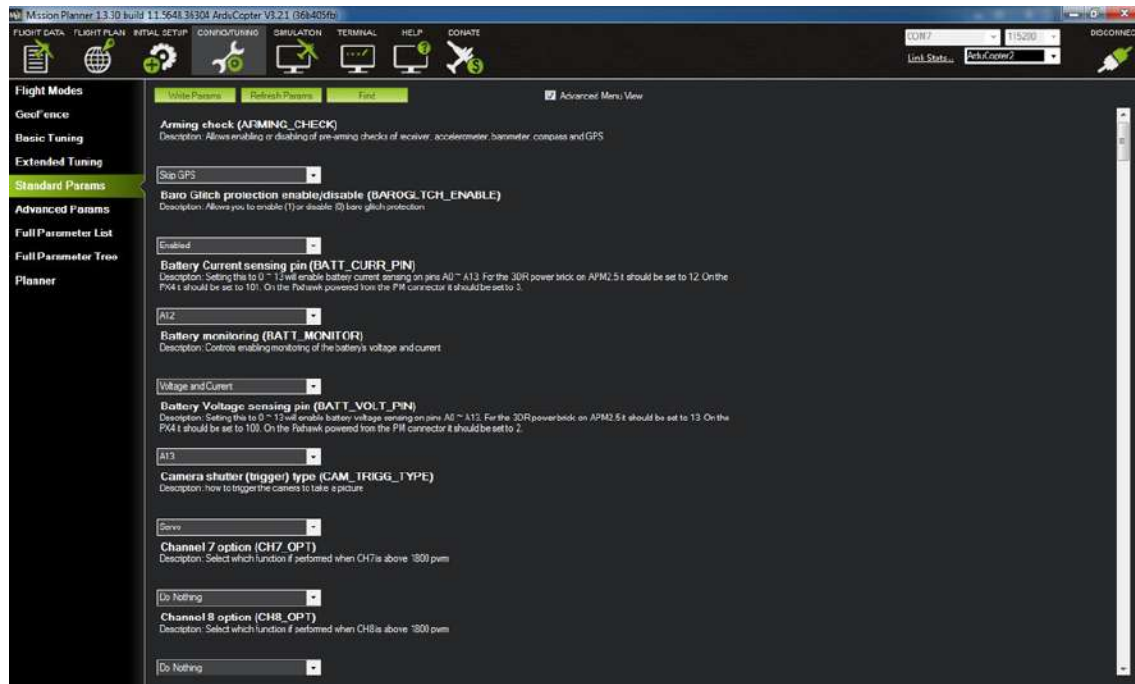 Mission Planner 1.3.30 build 1.1.5648.36304 ArduCopter V3.2.1 (36b405fb)
FLIGHT DATA FLIGHT PLAN INITIAL SETUP CONFIG/TUNING SIMULATION TERMINAL HELP DONATE
COM7 115200 DISCONNEC
Link Stats... ArduCopter2
Flight Modes
GeoFence
Basic Tuning
Extended Tuning
Standard Params
Advanced Params
Full Parameter List
Full Parameter Tree
Planner
Write Params Refresh Params Find Advanced Menu View
Arming check (ARMING_CHECK)
Description: Allows enabling or disabling of pre-arming checks of receiver, accelerometer, barometer, compass and GPS
Skip GPS
Baro Glitch protection enable/disable (BAROGLTCH_ENABLE)
Description: Allows you to enable (1) or disable (0) baro glitch protection
Enabled
Battery Current sensing pin (BATT_CURR_PIN)
Description: Setting this to 0 ~ 13 will enable battery current sensing on pins A0 ~ A13. For the 3DR power brick on APM2.5 it should be set to 12. On the
PX4 it should be set to 101. On the Pixhawk powered from the PM connector it should be set to 3.
A12
Battery monitoring (BATT_MONITOR)
Description: Controls enabling monitoring of the battery's voltage and current
Voltage and Current
Battery Voltage sensing pin (BATT_VOLT_PIN)
Description: Setting this to 0 ~ 13 will enable battery voltage sensing on pins A0 ~ A13. For the 3DR power brick on APM2.5 it should be set to 13. On the
PX4 it should be set to 100. On the Pixhawk powered from the PM connector it should be set to 2.
A13
Camera shutter (trigger) type (CAM_TRIGG_TYPE)
Description: how to trigger the camera to take a picture
Servo
Channel 7 option (CH7_OPT)
Description: Select which function if performed when CH7 is above 1800 pwm
Do Nothing
Channel 8 option (CH8_OPT)
Description: Select which function if performed when CH8 is above 1800 pwm
Do Nothing